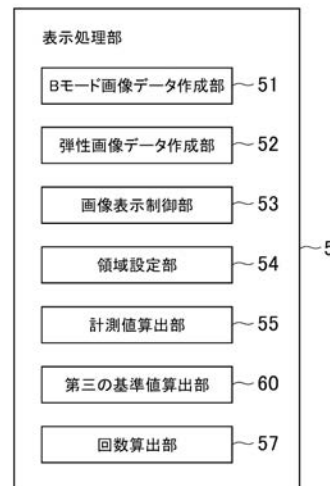 表示処理部
Bモード画像データ作成部 51
弾性画像データ作成部 52
画像表示制御部 53
領域設定部 54
5
計測値算出部 55
第三の基準値算出部 60
回数算出部 57